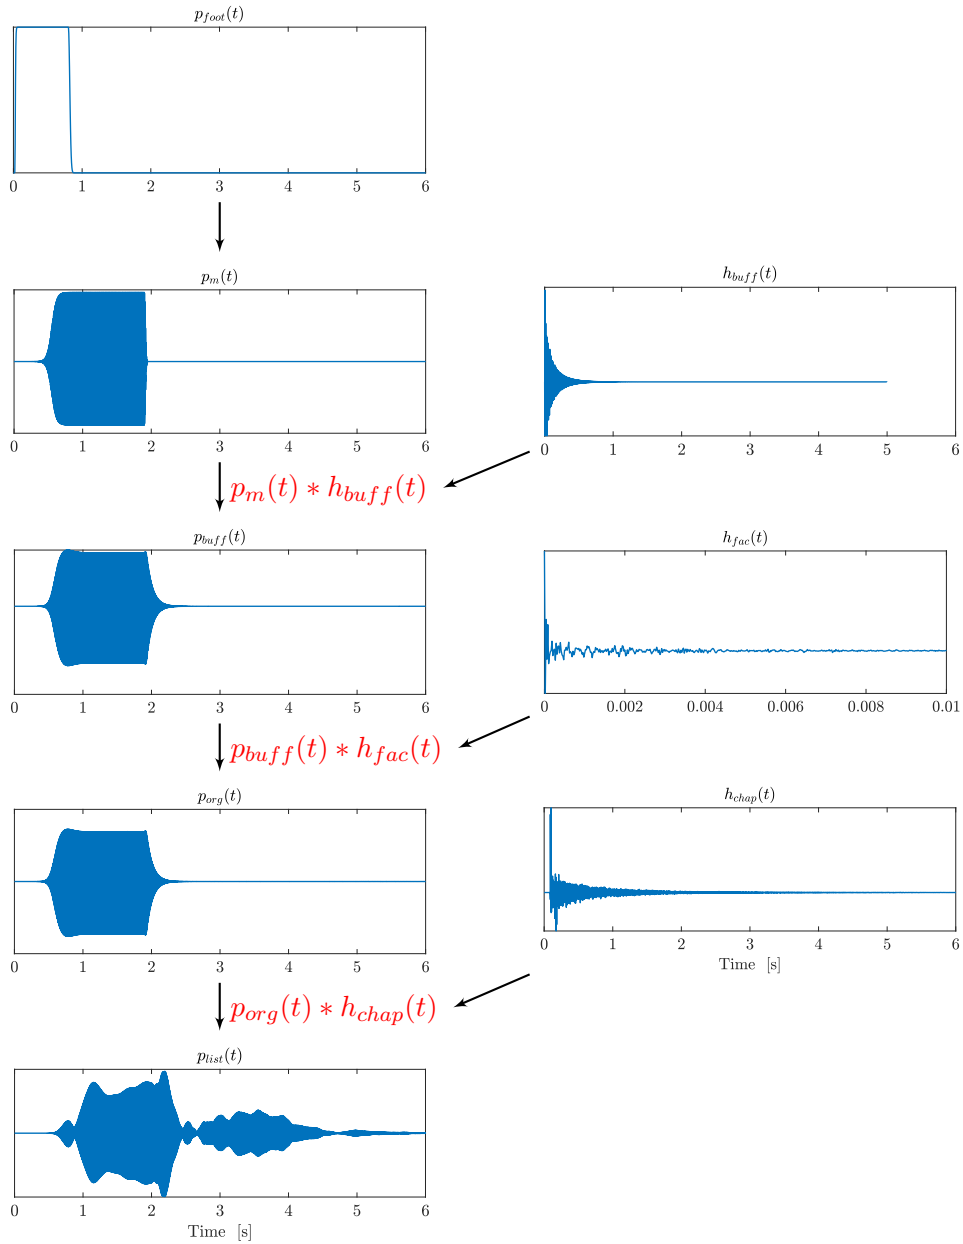 p_foot(t)
0 1 2 3 4 5 6
p_m(t)
0 1 2 3 4 5 6
h_buff(t)
0 1 2 3 4 5 6
p_m(t) ∗ h_buff(t)
p_buff(t)
0 1 2 3 4 5 6
h_fac(t)
0 0.002 0.004 0.006 0.008 0.01
p_buff(t) ∗ h_fac(t)
p_org(t)
0 1 2 3 4 5 6
h_chap(t)
0 1 2 3 4 5 6
Time [s]
p_org(t) ∗ h_chap(t)
p_list(t)
0 1 2 3 4 5 6
Time [s]